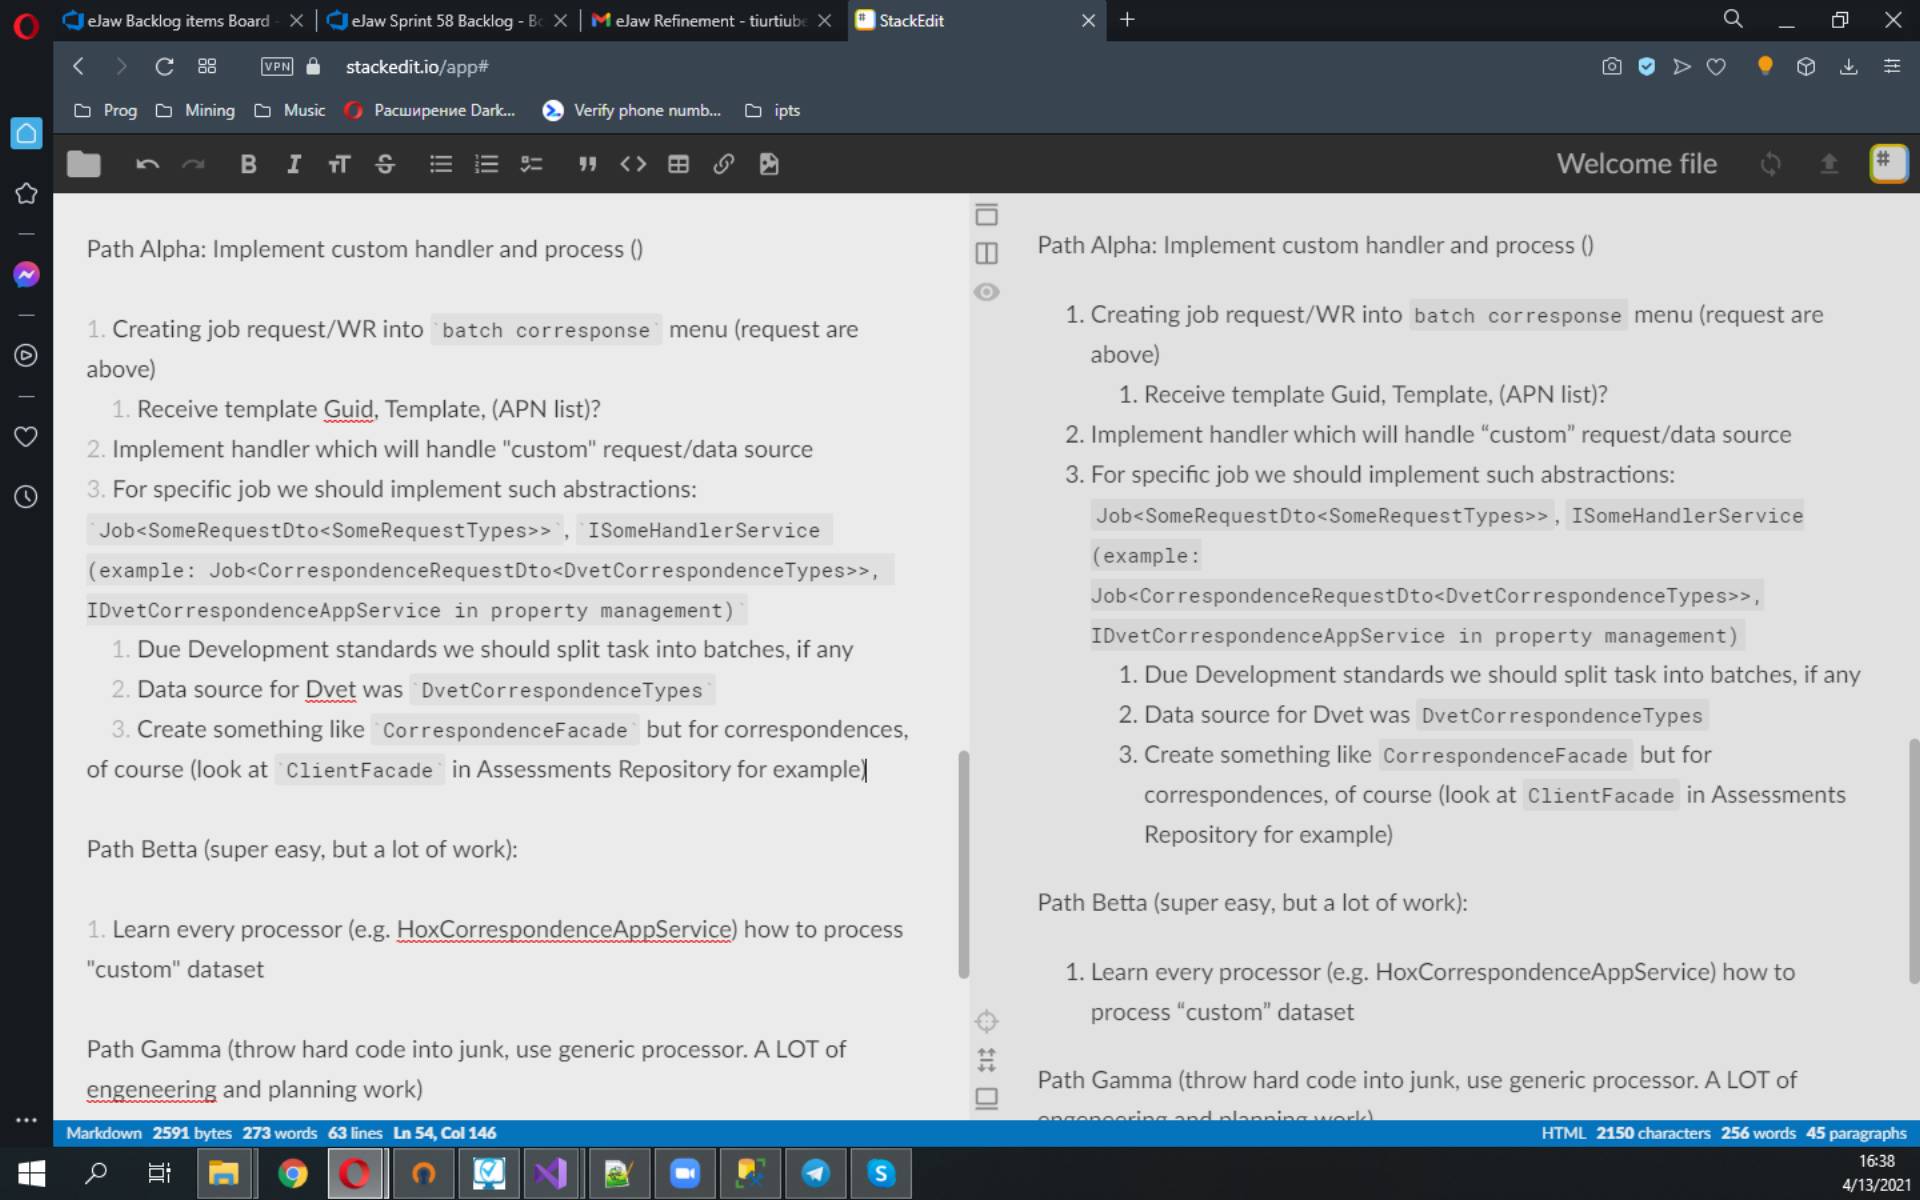 eJaw Backlog items Board
eJaw Sprint 58 Backlog - Bo
eJaw Refinement - tiurtiube
StackEdit
VPN
stackedit.io/app#
Prog
Mining
Music
Расширение Dark...
Verify phone numb...
ipts
Welcome file
Path Alpha: Implement custom handler and process ()
1. Creating job request/WR into `batch corresponse` menu (request are
above)
1. Receive template Guid, Template, (APN list)?
2. Implement handler which will handle "custom" request/data source
3. For specific job we should implement such abstractions:
`Job<SomeRequestDto<SomeRequestTypes>>`, `ISomeHandlerService
(example: Job<CorrespondenceRequestDto<DvetCorrespondenceTypes>>,
IDvetCorrespondenceAppService in property management)`
1. Due Development standards we should split task into batches, if any
2. Data source for Dvet was `DvetCorrespondenceTypes`
3. Create something like `CorrespondenceFacade` but for correspondences,
of course (look at `ClientFacade` in Assessments Repository for example)
Path Betta (super easy, but a lot of work):
1. Learn every processor (e.g. HoxCorrespondenceAppService) how to process
"custom" dataset
Path Gamma (throw hard code into junk, use generic processor. A LOT of
engeneering and planning work)
Path Alpha: Implement custom handler and process ()
1. Creating job request/WR into batch corresponse menu (request are
above)
1. Receive template Guid, Template, (APN list)?
2. Implement handler which will handle “custom” request/data source
3. For specific job we should implement such abstractions:
Job<SomeRequestDto<SomeRequestTypes>>, ISomeHandlerService
(example:
Job<CorrespondenceRequestDto<DvetCorrespondenceTypes>>,
IDvetCorrespondenceAppService in property management)
1. Due Development standards we should split task into batches, if any
2. Data source for Dvet was DvetCorrespondenceTypes
3. Create something like CorrespondenceFacade but for
correspondences, of course (look at ClientFacade in Assessments
Repository for example)
Path Betta (super easy, but a lot of work):
1. Learn every processor (e.g. HoxCorrespondenceAppService) how to
process “custom” dataset
Path Gamma (throw hard code into junk, use generic processor. A LOT of
engeneering and planning work)
Markdown 2591 bytes 273 words 63 lines Ln 54, Col 146
HTML 2150 characters 256 words 45 paragraphs
16:38
4/13/2021